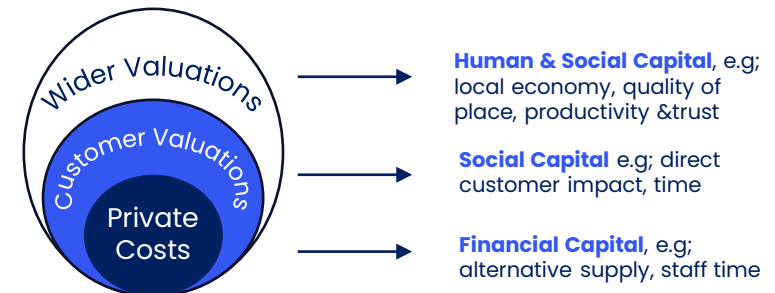 Wider Valuations
Customer Valuations
Private
Costs
Human & Social Capital, e.g;
local economy, quality of
place, productivity &trust
Social Capital e.g; direct
customer impact, time
Financial Capital, e.g;
alternative supply, staff time